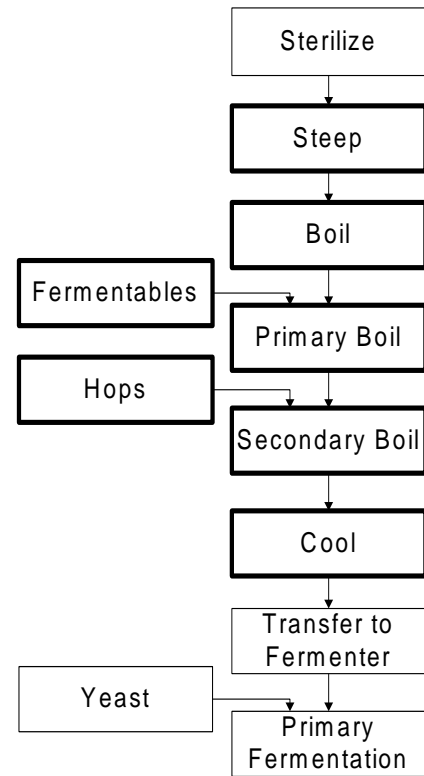 Sterilize
Steep
Boil
Fermentables
Primary Boil
Hops
Secondary Boil
Cool
Transfer to
Fermenter
Yeast
Primary
Fermentation